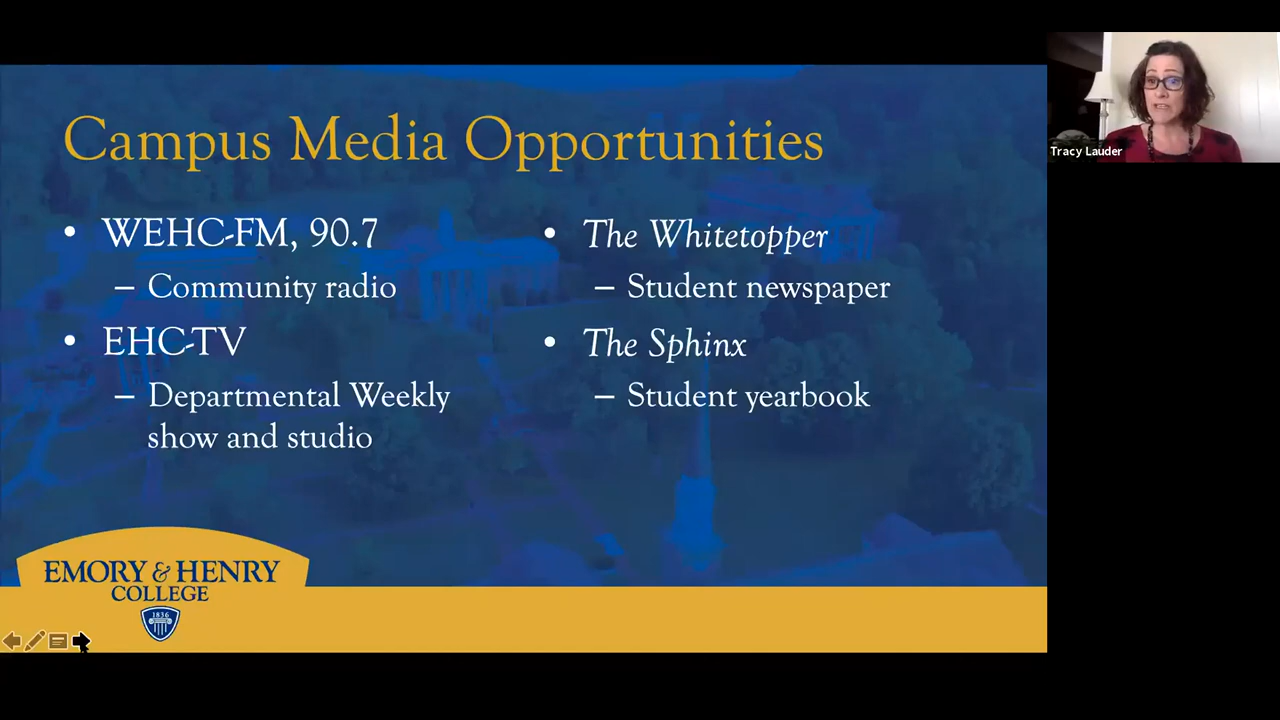 Campus Media Opportunities
• WEHC-FM, 90.7
– Community radio
• EHC-TV
– Departmental Weekly
show and studio
• The Whitetopper
– Student newspaper
• The Sphinx
– Student yearbook
EMORY & HENRY
COLLEGE
1836
Tracy Lauder